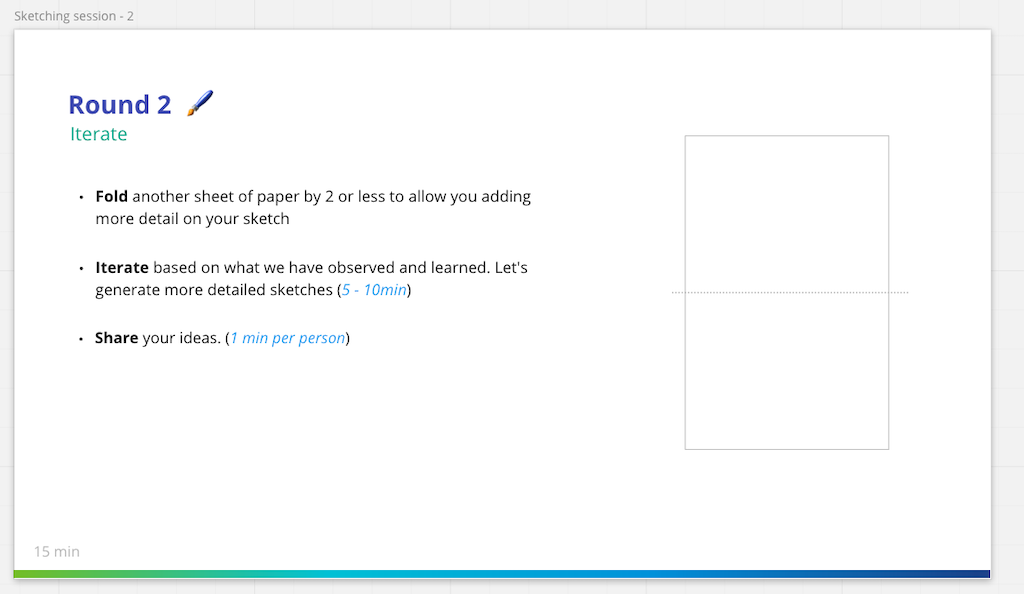 Sketching session - 2
Round 2
Iterate
• Fold another sheet of paper by 2 or less to allow you adding
more detail on your sketch
• Iterate based on what we have observed and learned. Let's
generate more detailed sketches (5 - 10min)
• Share your ideas. (1 min per person)
15 min